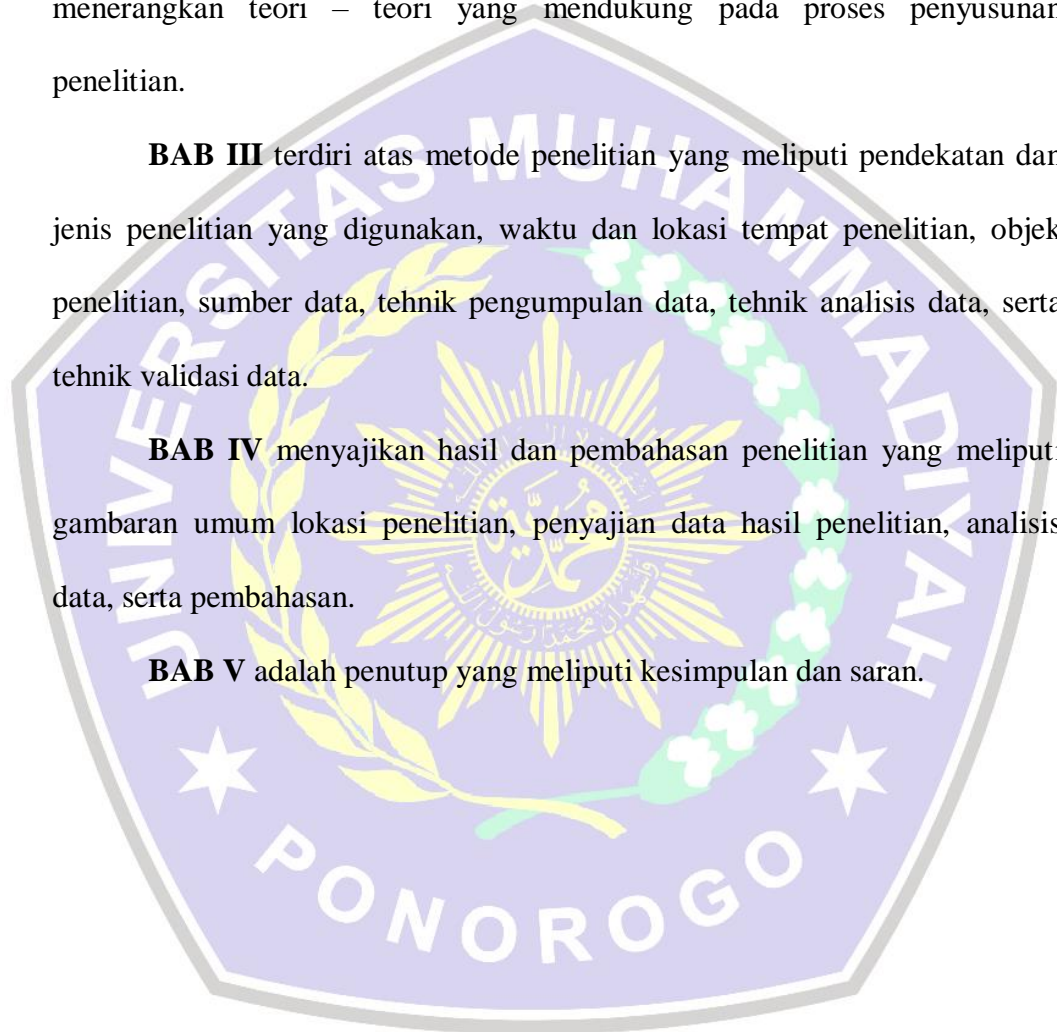 menerangkan teori – teori yang mendukung pada proses penyusunan
penelitian.
BAB III terdiri atas metode penelitian yang meliputi pendekatan dan
jenis penelitian yang digunakan, waktu dan lokasi tempat penelitian, objek
penelitian, sumber data, tehnik pengumpulan data, tehnik analisis data, serta
tehnik validasi data.
BAB IV menyajikan hasil dan pembahasan penelitian yang meliputi
gambaran umum lokasi penelitian, penyajian data hasil penelitian, analisis
data, serta pembahasan.
BAB V adalah penutup yang meliputi kesimpulan dan saran.
UNIVERSITAS MUHAMMADIYAH
PONOROGO